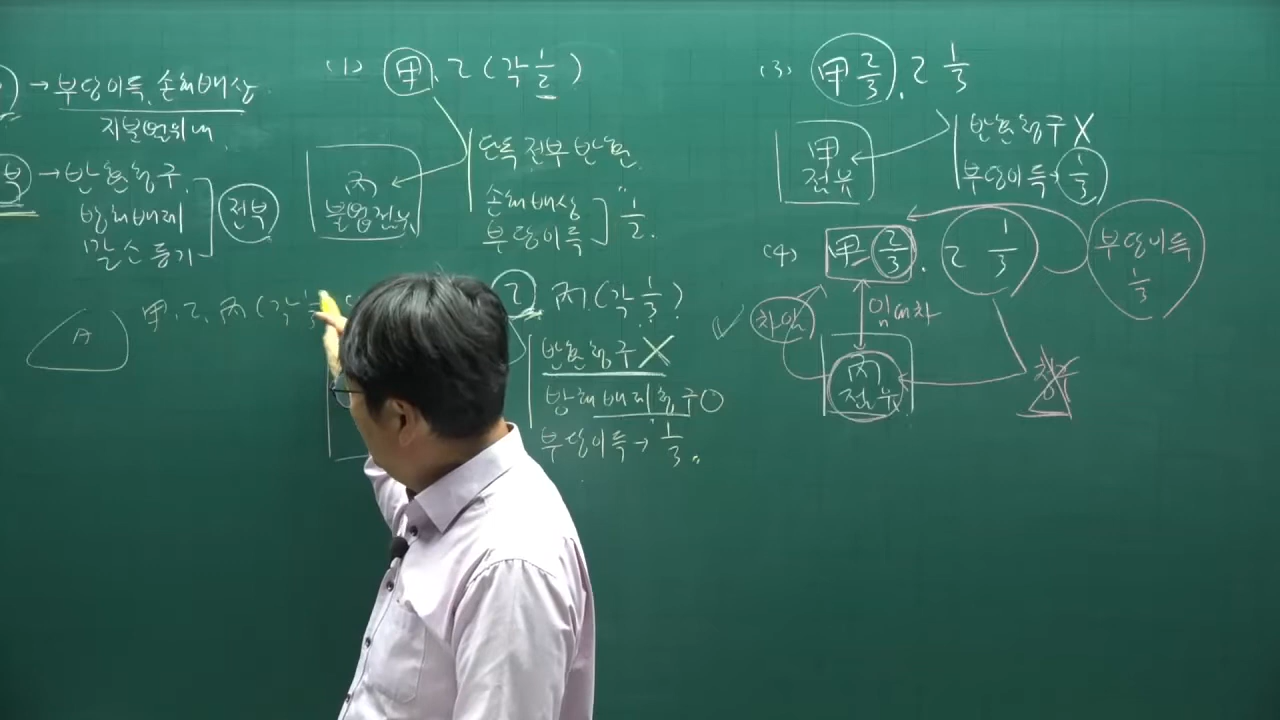 → 부당이득, 손해배상
지분범위내
→ 반환청구
방해배제
말소등기
전부
A
甲, 乙, 丙 (각 1/3
(1) 甲, 乙 (각 1/2)
丙
불법점유
단독 전부 반환
손해배상
부당이득
1/2.
乙, 丙 (각 1/3)
반환청구 X
방해배제청구 O
부당이득 → 1/3.
(3) 甲 2/3, 乙 1/3
甲
점유
반환청구 X
부당이득 1/3
(4) 甲 2/3, 乙 1/3
부당이득
1/3
차임
임대차
丙
점유